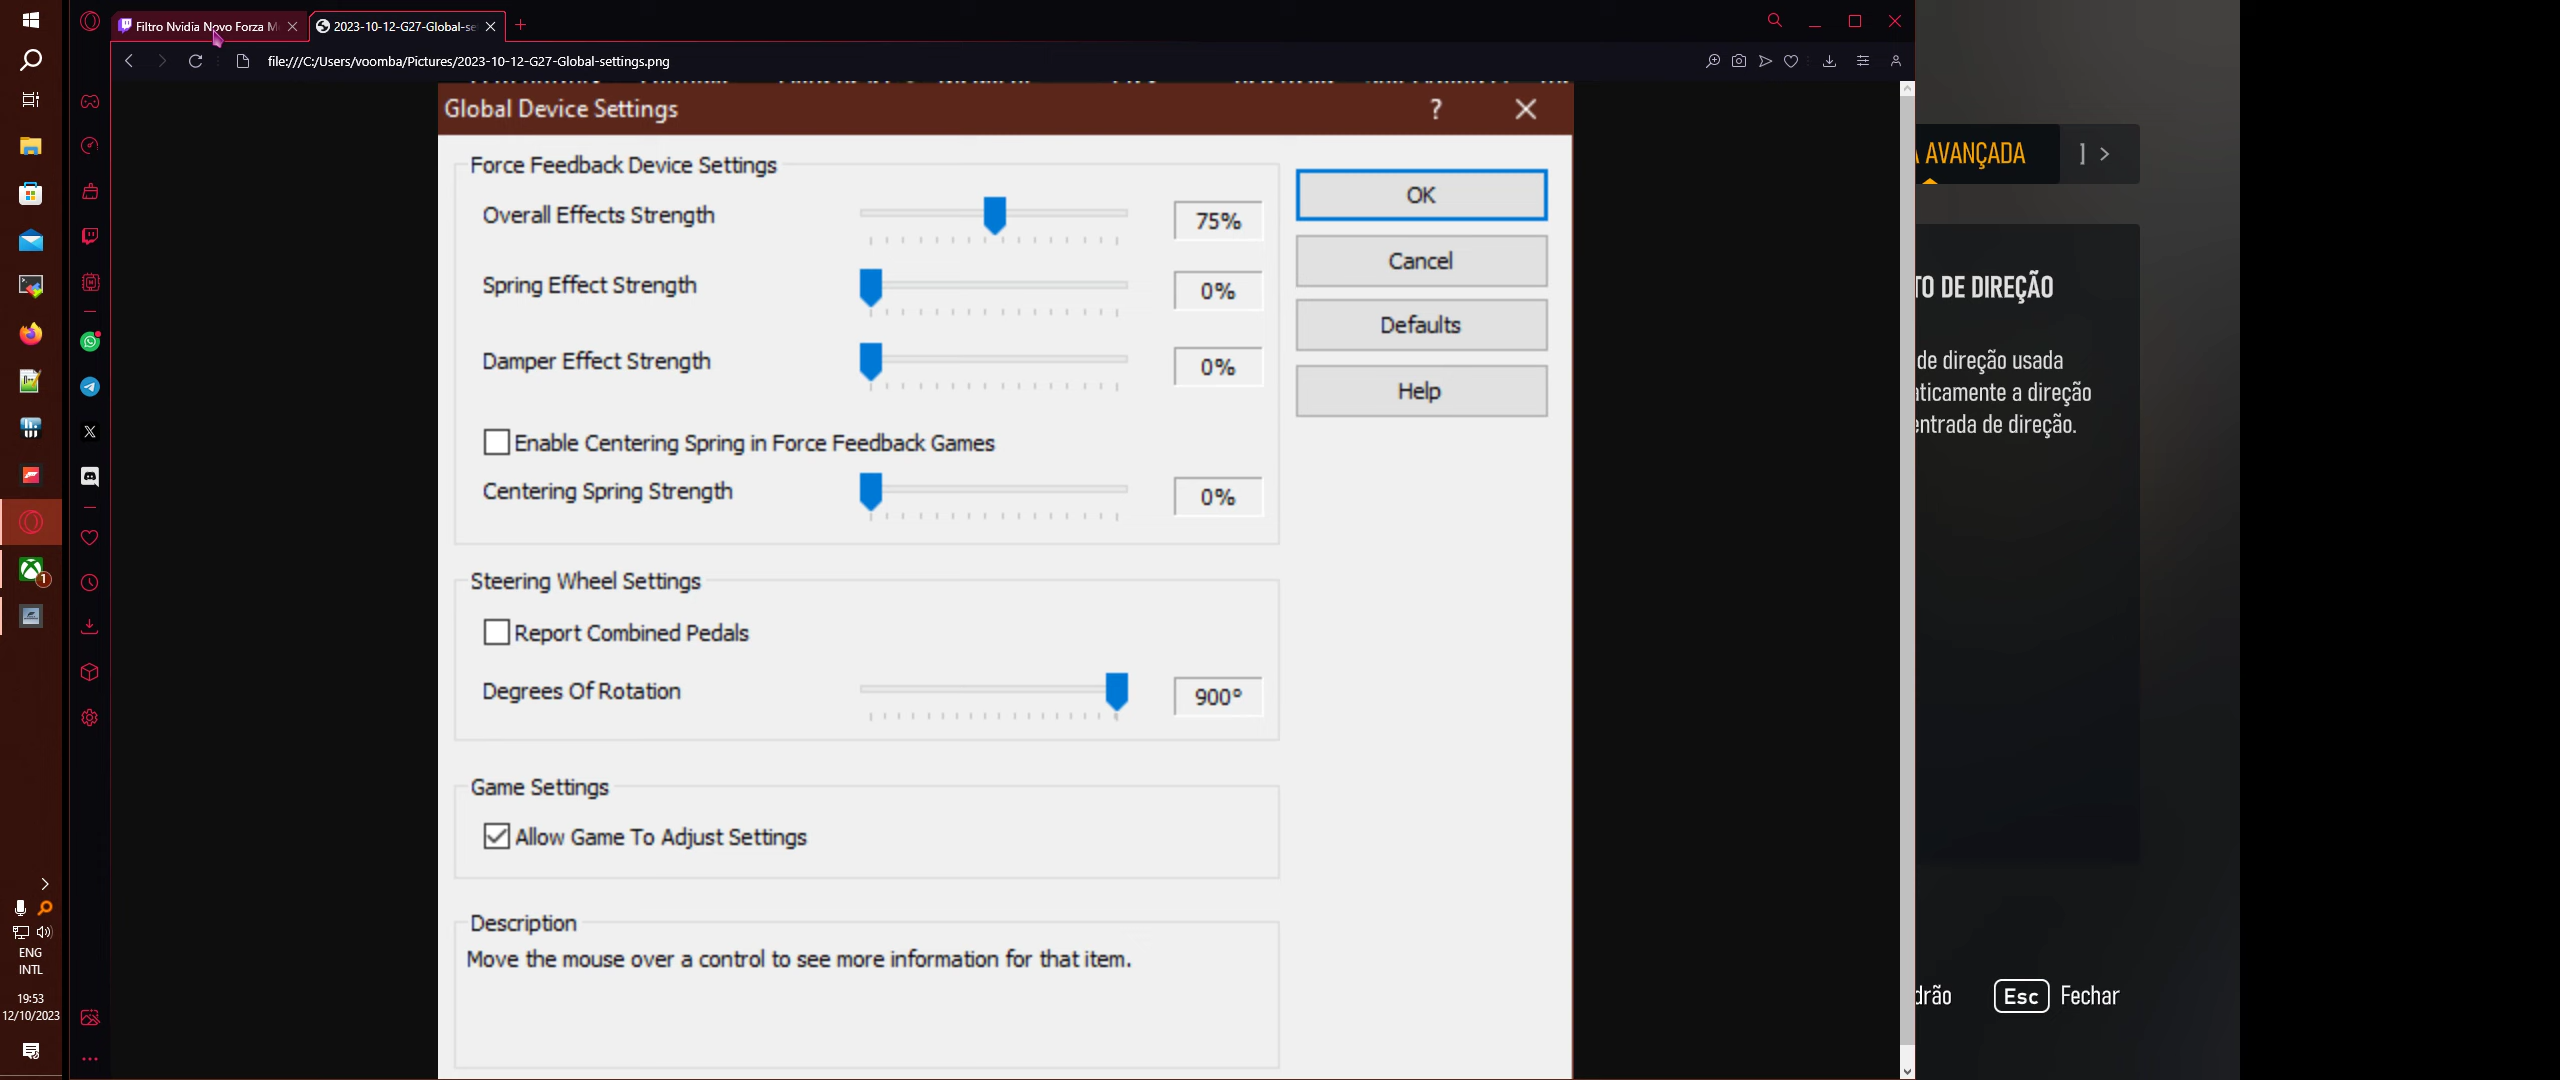 Filtro Nvidia Novo Forza M
2023-10-12-G27-Global-se
file:///C:/Users/voomba/Pictures/2023-10-12-G27-Global-settings.png
Global Device Settings
?
Force Feedback Device Settings
Overall Effects Strength
75%
OK
Spring Effect Strength
0%
Cancel
Damper Effect Strength
0%
Defaults
Help
Enable Centering Spring in Force Feedback Games
Centering Spring Strength
0%
Steering Wheel Settings
Report Combined Pedals
Degrees Of Rotation
900°
Game Settings
Allow Game To Adjust Settings
Description
Move the mouse over a control to see more information for that item.
AVANÇADA
] >
TO DE DIREÇÃO
de direção usada
aticamente a direção
entrada de direção.
drão
Esc Fechar
1
ENG
INTL
19:53
12/10/2023